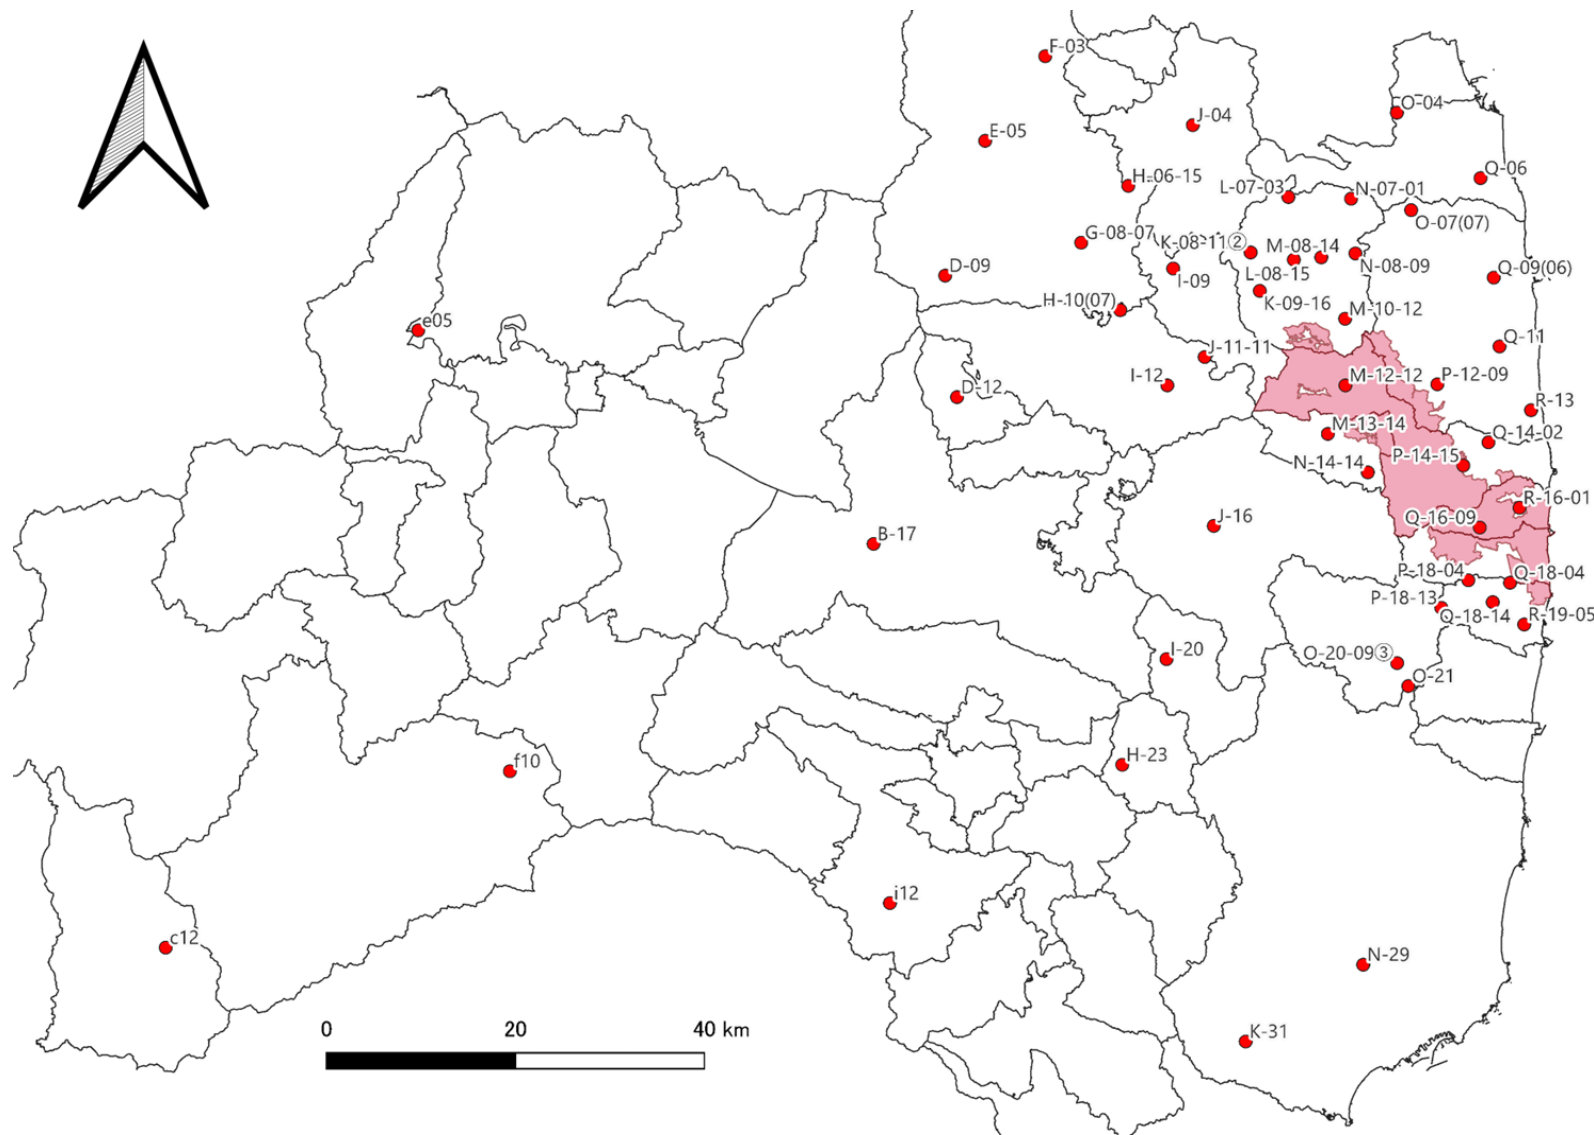 F-03
O-04
J-04
E-05
Q-06
H-06-15
L-07-03
N-07-01
O-07(07)
G-08-07
K-08-11②
M-08-14
N-08-09
L-08-15
I-09
D-09
Q-09(06)
K-09-16
H-10(07)
M-10-12
e05
Q-11
J-11-11
I-12
M-12-12
P-12-09
D-12
R-13
M-13-14
Q-14-02
P-14-15
N-14-14
R-16-01
Q-16-09
J-16
B-17
P-18-04
Q-18-04
P-18-13
Q-18-14
R-19-05
I-20
O-20-09③
O-21
f10
H-23
i12
c12
N-29
0 20 40 km
K-31